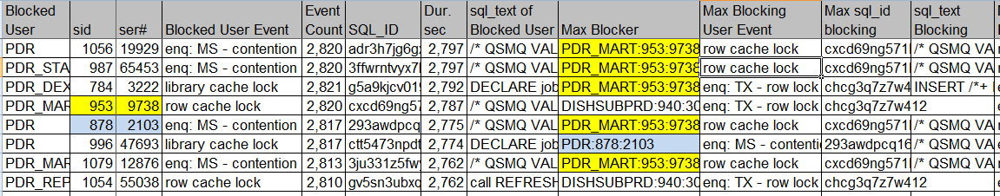 Blocked User sid ser# Blocked User Event Event Count SQL_ID Dur. sec sql_text of Blocked User Max Blocker Max Blocking User Event Max sql_id blocking sql_text Blocking
PDR 1056 19929 enq: MS - contention 2,820 adr3h7jg6g 2,797 /* QSMQ VAL PDR_MART:953:9738 row cache lock cxcd69ng571 /* QSMQ VAL
PDR_STA 987 65453 enq: MS - contention 2,820 3ffwrntvyx7 2,797 /* QSMQ VAL PDR_MART:953:9738 row cache lock cxcd69ng571 /* QSMQ VAL
PDR_DEX 784 3222 library cache lock 2,821 g5a9kjcv019 2,792 DECLARE job PDR_MART:953:9738 enq: TX - row lock chcg3q7z7w4 INSERT /*+
PDR_MAR 953 9738 row cache lock 2,820 cxcd69ng57 2,787 /* QSMQ VAL DISHSUBPRD:940:30 enq: TX - row lock chcg3q7z7w412
PDR 878 2103 enq: MS - contention 2,817 293awdpcq 2,775 /* QSMQ VAL PDR_MART:953:9738 row cache lock cxcd69ng571 /* QSMQ VAL
PDR 996 47693 library cache lock 2,817 ctt5473npdt 2,774 DECLARE job PDR:878:2103 enq: MS - contenti 293awdpcq16 /* QSMQ VAL
PDR_MAR 1079 12876 enq: MS - contention 2,813 3ju331z5fw 2,762 /* QSMQ VAL PDR_MART:953:9738 row cache lock cxcd69ng571 /* QSMQ VAL
PDR_REP 1054 55038 row cache lock 2,810 gv5sn3ubxq 2,762 call REFRESH DISHSUBPRD:940:30 enq: TX - row lock chcg3q7z7w412